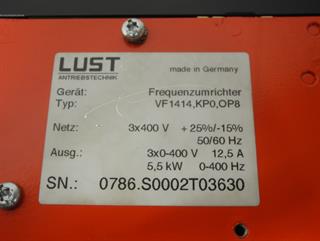 LUST
ANTRIEBSTECHNIK
made in Germany
Gerät: Frequenzumrichter
Typ: VF1414,KP0,OP8
Netz: 3x400 V + 25%/-15%
50/60 Hz
Ausg.: 3x0-400 V 12,5 A
5,5 kW 0-400 Hz
SN.: 0786.S0002T03630